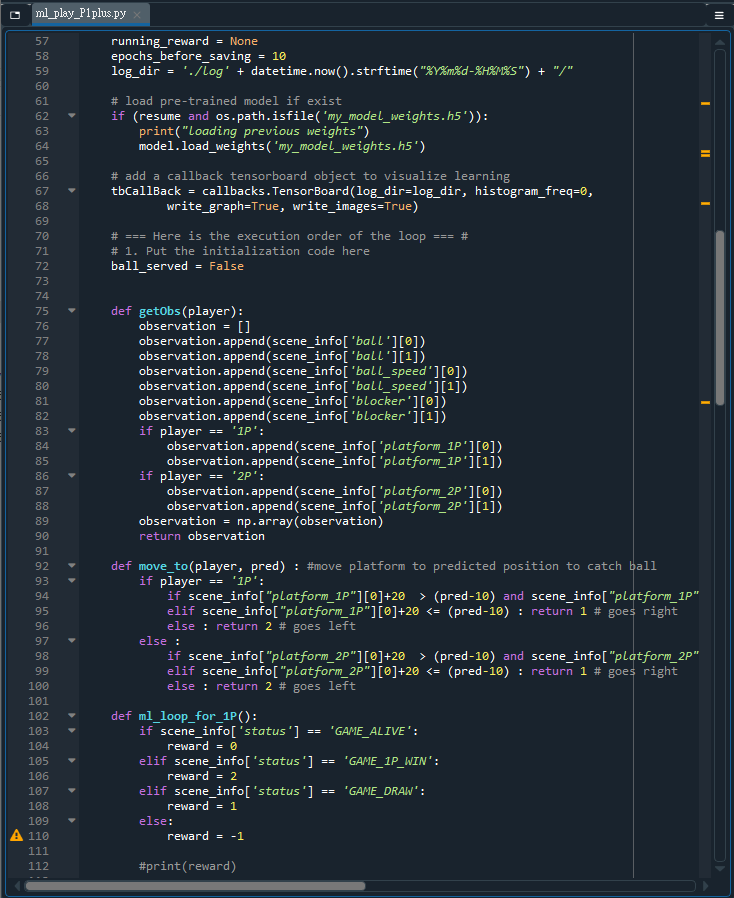 ml_play_P1plus.py
57 running_reward = None
58 epochs_before_saving = 10
59 log_dir = './log' + datetime.now().strftime("%Y%m%d-%H%M%S") + "/"
60
61 # load pre-trained model if exist
62 if (resume and os.path.isfile('my_model_weights.h5')):
63 print("loading previous weights")
64 model.load_weights('my_model_weights.h5')
65
66 # add a callback tensorboard object to visualize learning
67 tbCallBack = callbacks.TensorBoard(log_dir=log_dir, histogram_freq=0,
68 write_graph=True, write_images=True)
69
70 # === Here is the execution order of the loop === #
71 # 1. Put the initialization code here
72 ball_served = False
73
74
75 def getObs(player):
76 observation = []
77 observation.append(scene_info['ball'][0])
78 observation.append(scene_info['ball'][1])
79 observation.append(scene_info['ball_speed'][0])
80 observation.append(scene_info['ball_speed'][1])
81 observation.append(scene_info['blocker'][0])
82 observation.append(scene_info['blocker'][1])
83 if player == '1P':
84 observation.append(scene_info['platform_1P'][0])
85 observation.append(scene_info['platform_1P'][1])
86 if player == '2P':
87 observation.append(scene_info['platform_2P'][0])
88 observation.append(scene_info['platform_2P'][1])
89 observation = np.array(observation)
90 return observation
91
92 def move_to(player, pred) : #move platform to predicted position to catch ball
93 if player == '1P':
94 if scene_info["platform_1P"][0]+20  > (pred-10) and scene_info["platform_1P"
95 elif scene_info["platform_1P"][0]+20 <= (pred-10) : return 1 # goes right
96 else : return 2 # goes left
97 else :
98 if scene_info["platform_2P"][0]+20  > (pred-10) and scene_info["platform_2P"
99 elif scene_info["platform_2P"][0]+20 <= (pred-10) : return 1 # goes right
100 else : return 2 # goes left
101
102 def ml_loop_for_1P():
103 if scene_info['status'] == 'GAME_ALIVE':
104 reward = 0
105 elif scene_info['status'] == 'GAME_1P_WIN':
106 reward = 2
107 elif scene_info['status'] == 'GAME_DRAW':
108 reward = 1
109 else:
110 reward = -1
111
112 #print(reward)